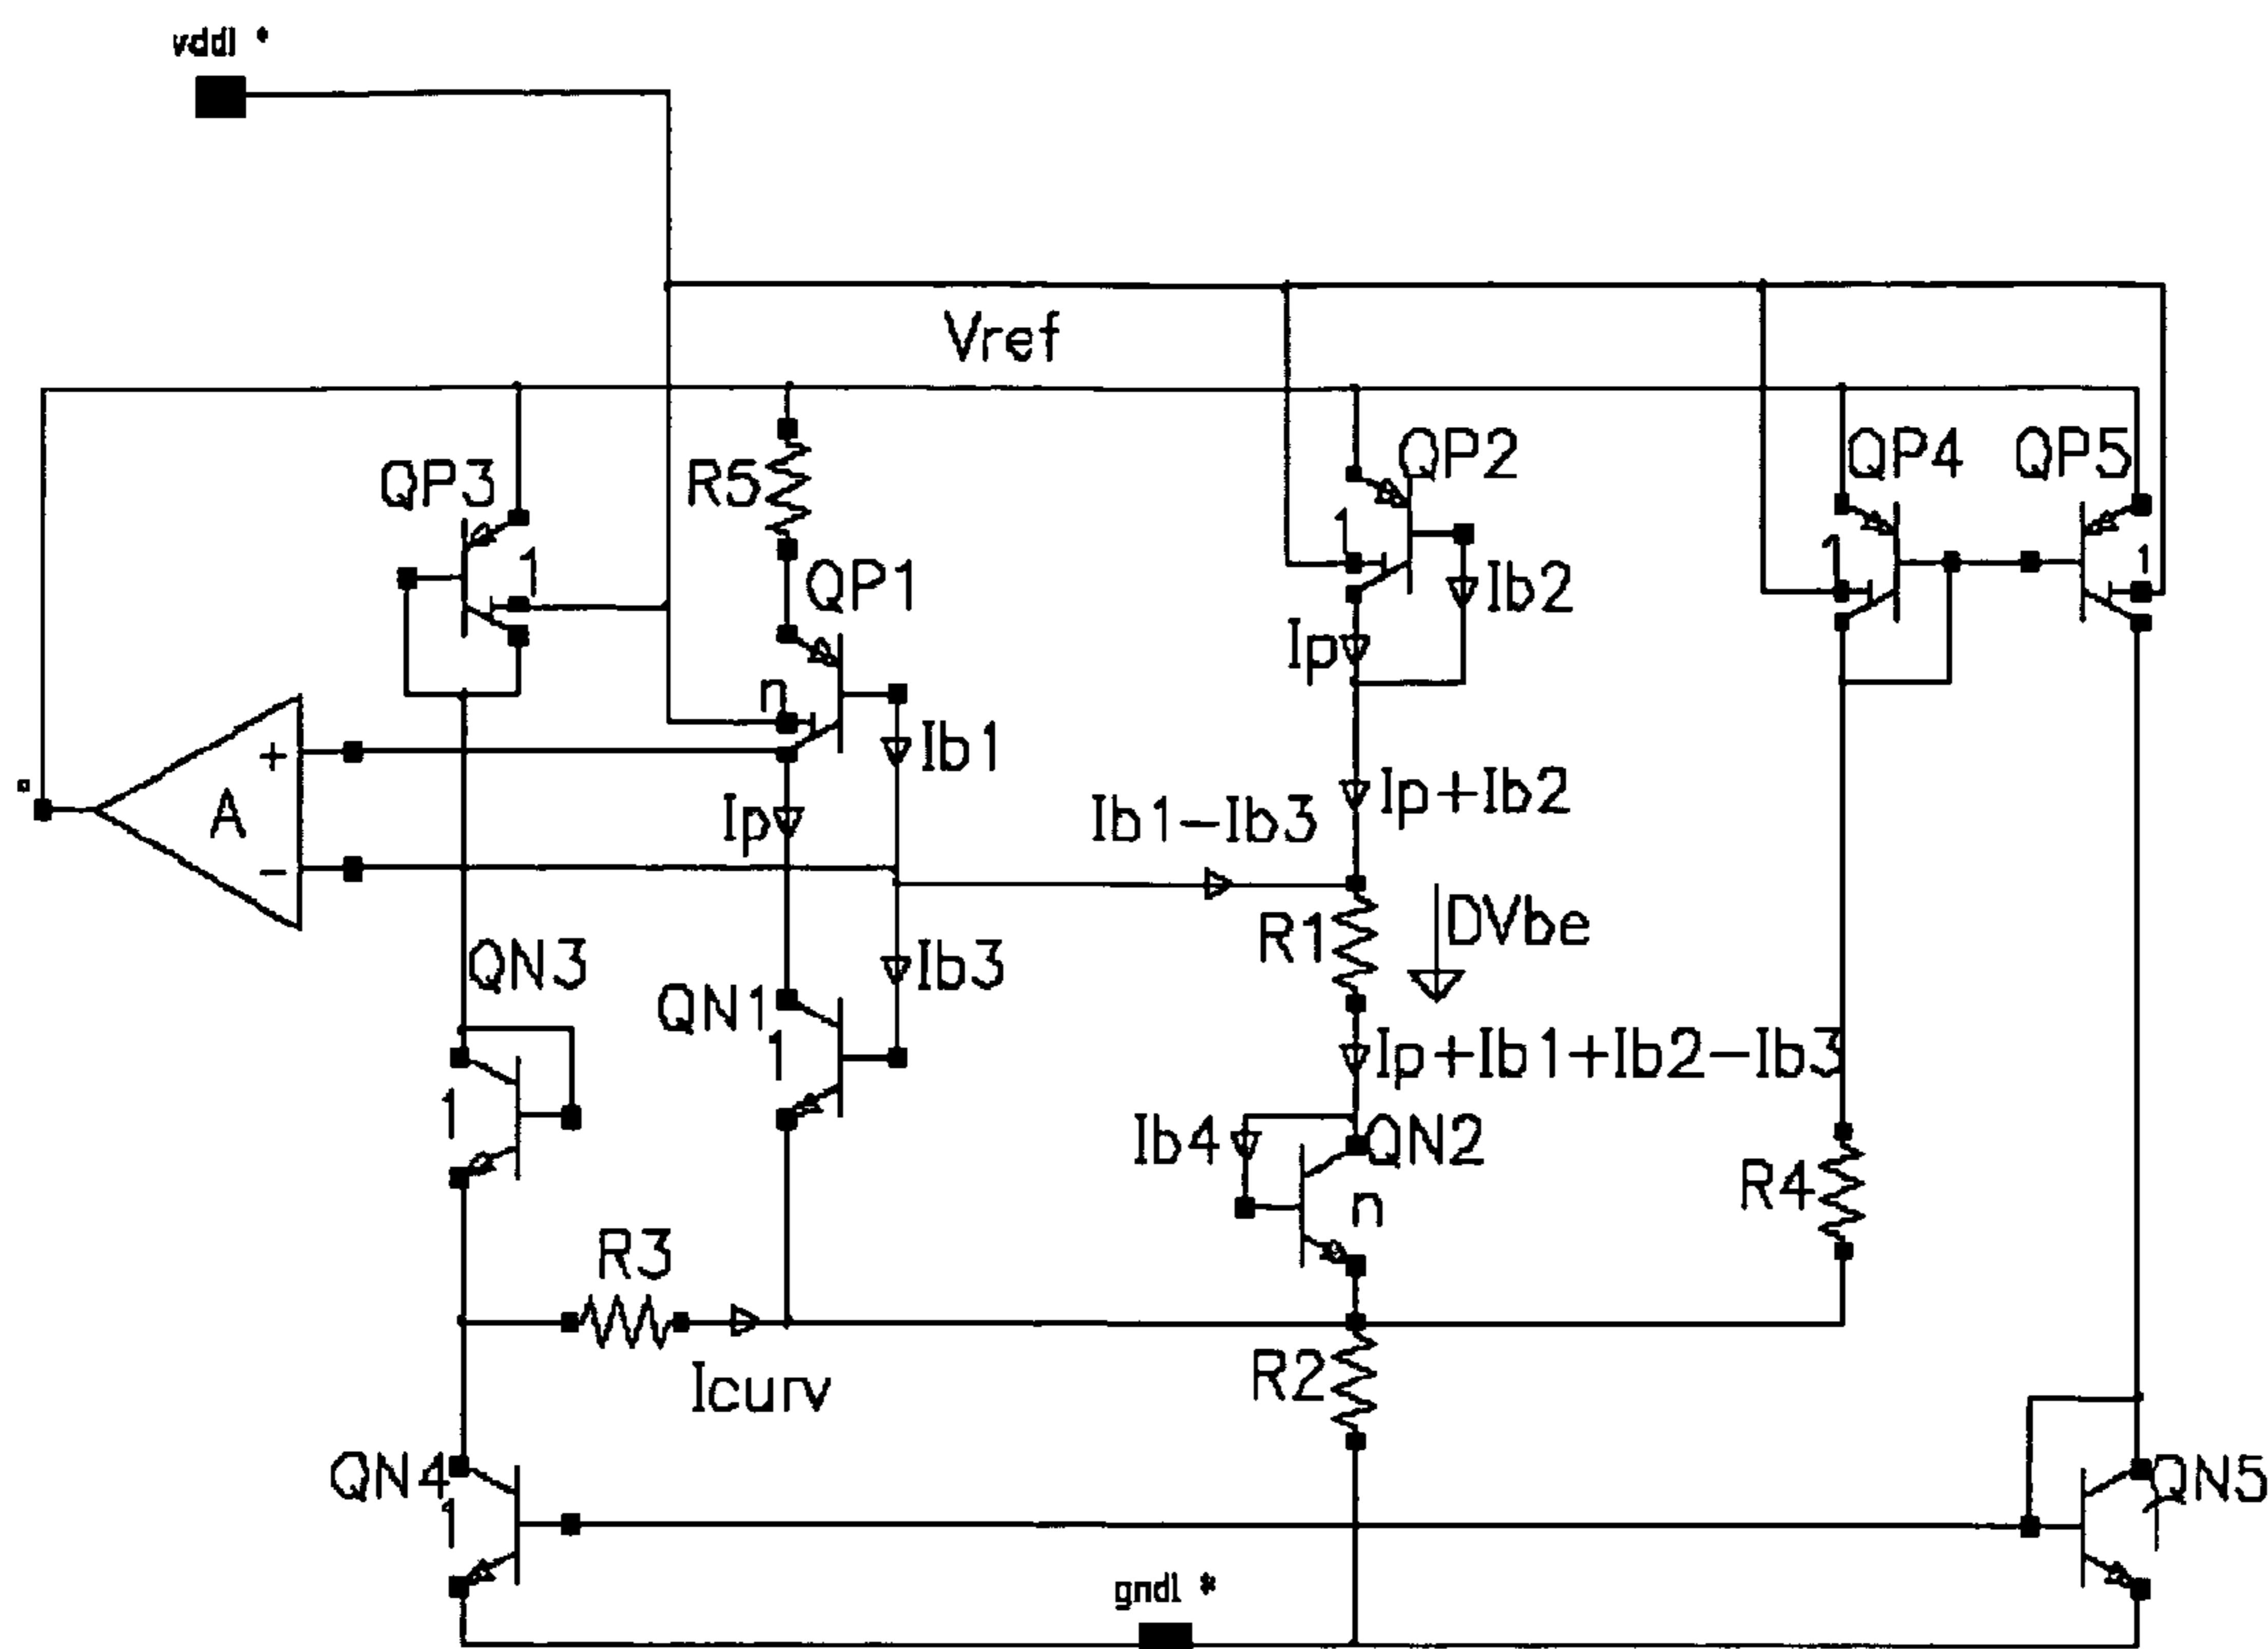 vddl *
Vref
QP3
1
R5
QP1
n
QP2
1
QP4
1
QP5
1
Ib2
Ip
Ib1
+
A
−
Ip
Ib1−Ib3
Ip+Ib2
QN3
1
QN1
1
Ib3
R1
DVbe
Ip+Ib1+Ib2−Ib3
Ib4
QN2
n
R4
R3
Icurv
R2
QN4
1
QN5
1
gndl *